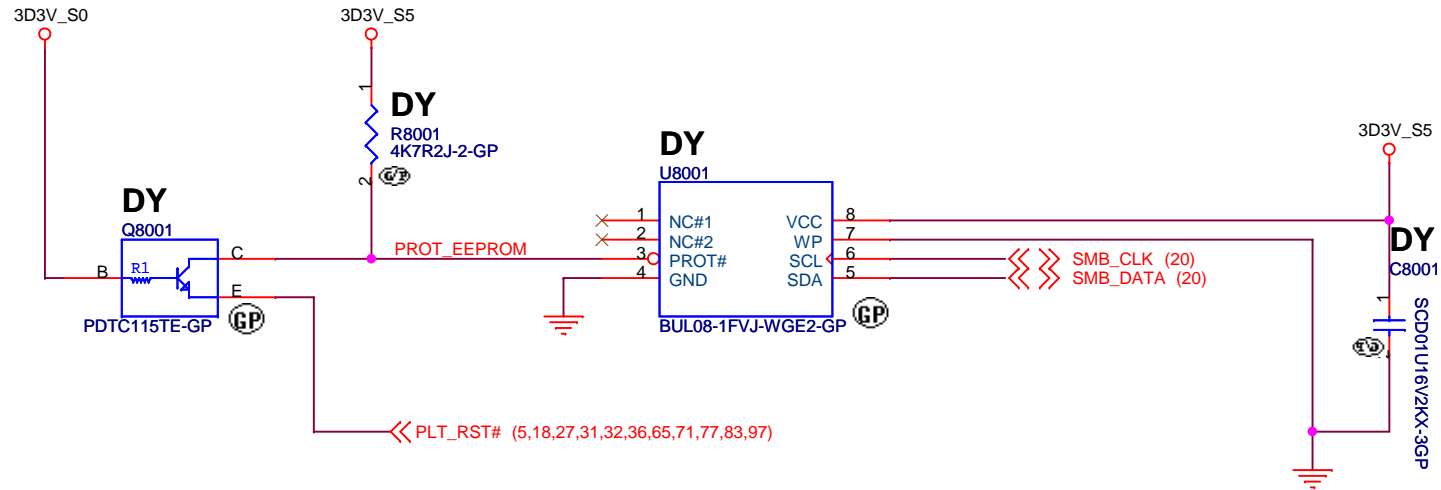 3D3V_S0
3D3V_S5
1
DY
R8001
4K7R2J-2-GP
2
G/P
3D3V_S5
DY
U8001
DY
Q8001
R1
B
C
E
PDTC115TE-GP
GP
PROT_EEPROM
1 NC#1
2 NC#2
3 PROT#
4 GND
VCC 8
WP 7
SCL 6
SDA 5
BUL08-1FVJ-WGE2-GP
GP
SMB_CLK (20)
SMB_DATA (20)
DY
C8001
1
SCD01U16V2KX-3GP
PLT_RST# (5,18,27,31,32,36,65,71,77,83,97)